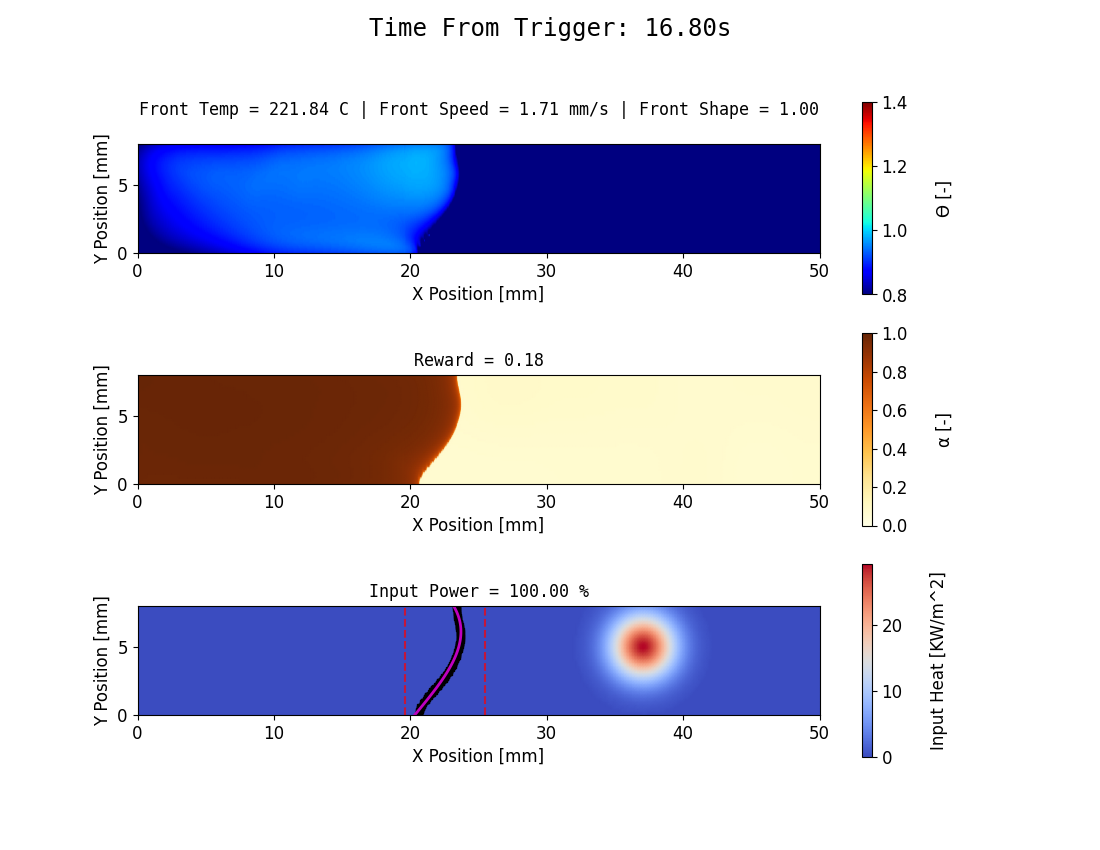 Time From Trigger: 16.80s
Front Temp = 221.84 C | Front Speed = 1.71 mm/s | Front Shape = 1.00
Y Position [mm]
5
0
0 10 20 30 40 50
X Position [mm]
1.4
1.2
1.0
0.8
Θ [-]
Reward = 0.18
Y Position [mm]
5
0
0 10 20 30 40 50
X Position [mm]
1.0
0.8
0.6
0.4
0.2
0.0
α [-]
Input Power = 100.00 %
Y Position [mm]
5
0
0 10 20 30 40 50
X Position [mm]
20
10
0
Input Heat [KW/m^2]